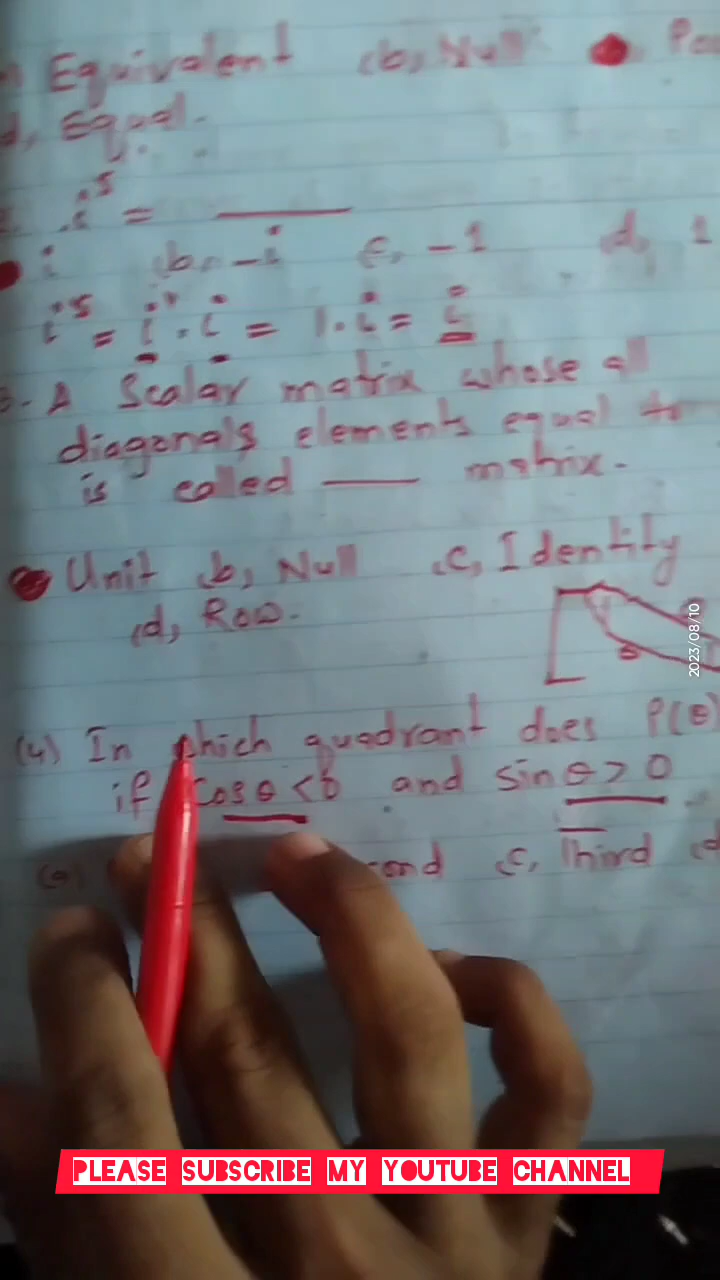 Equivalent (b, Null
d, Equal.
i⁵ = ______
i (b, -i c, -1 d, 1
i⁵ = i⁴ . i = 1 . i = i
3. A Scalar matrix whose all
diagonals elements equal to
is called ____ matrix.
Unit (b, Null (c, Identity
(d, Row.
2023/08/10
(4) In which quadrant does P(θ)
if cosθ < 0 and sinθ > 0
(a) c, Third (d
PLEASE SUBSCRIBE MY YOUTUBE CHANNEL